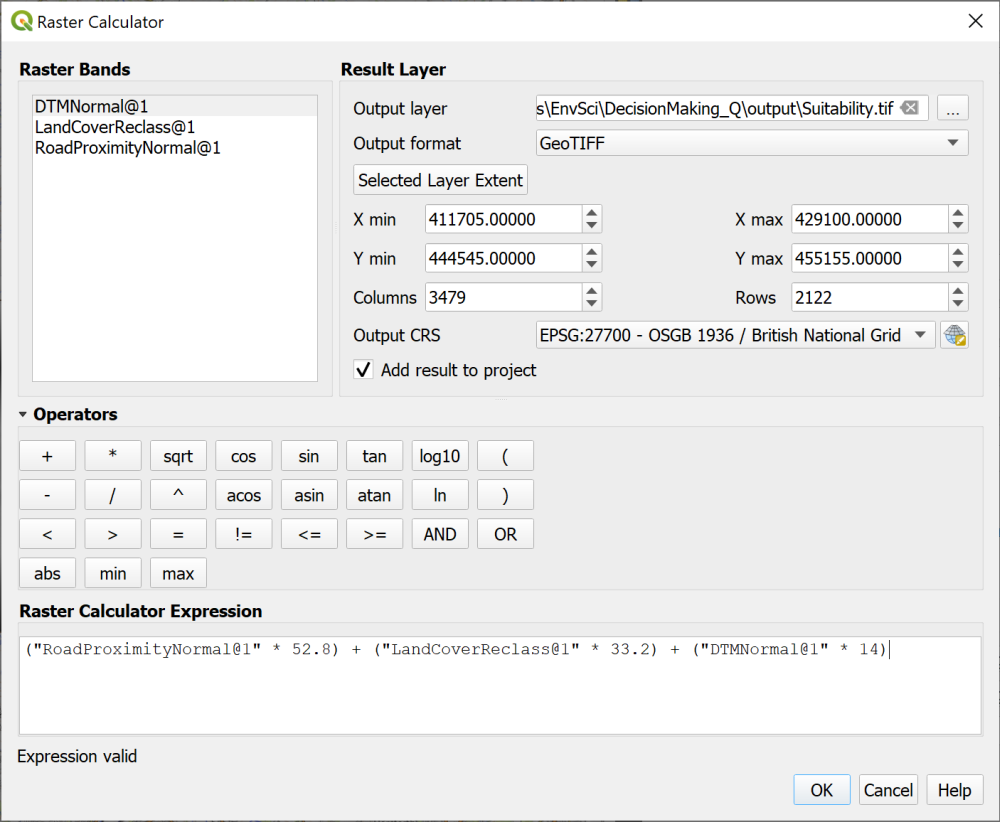 Raster Calculator
Raster Bands
DTMNormal@1
LandCoverReclass@1
RoadProximityNormal@1
Result Layer
Output layer s\EnvSci\DecisionMaking_Q\output\Suitability.tif ...
Output format GeoTIFF
Selected Layer Extent
X min 411705.00000 X max 429100.00000
Y min 444545.00000 Y max 455155.00000
Columns 3479 Rows 2122
Output CRS EPSG:27700 - OSGB 1936 / British National Grid
Add result to project
Operators
+ * sqrt cos sin tan log10 (
- / ^ acos asin atan ln )
< > = != <= >= AND OR
abs min max
Raster Calculator Expression
("RoadProximityNormal@1" * 52.8) + ("LandCoverReclass@1" * 33.2) + ("DTMNormal@1" * 14)
Expression valid
OK Cancel Help